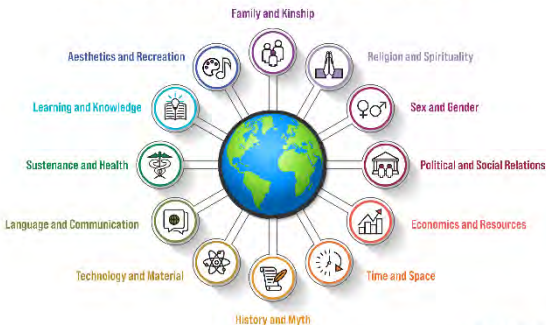 Family and Kinship
Aesthetics and Recreation
Religion and Spirituality
Learning and Knowledge
Sex and Gender
Sustenance and Health
Political and Social Relations
Language and Communication
Economics and Resources
Technology and Material
Time and Space
History and Myth